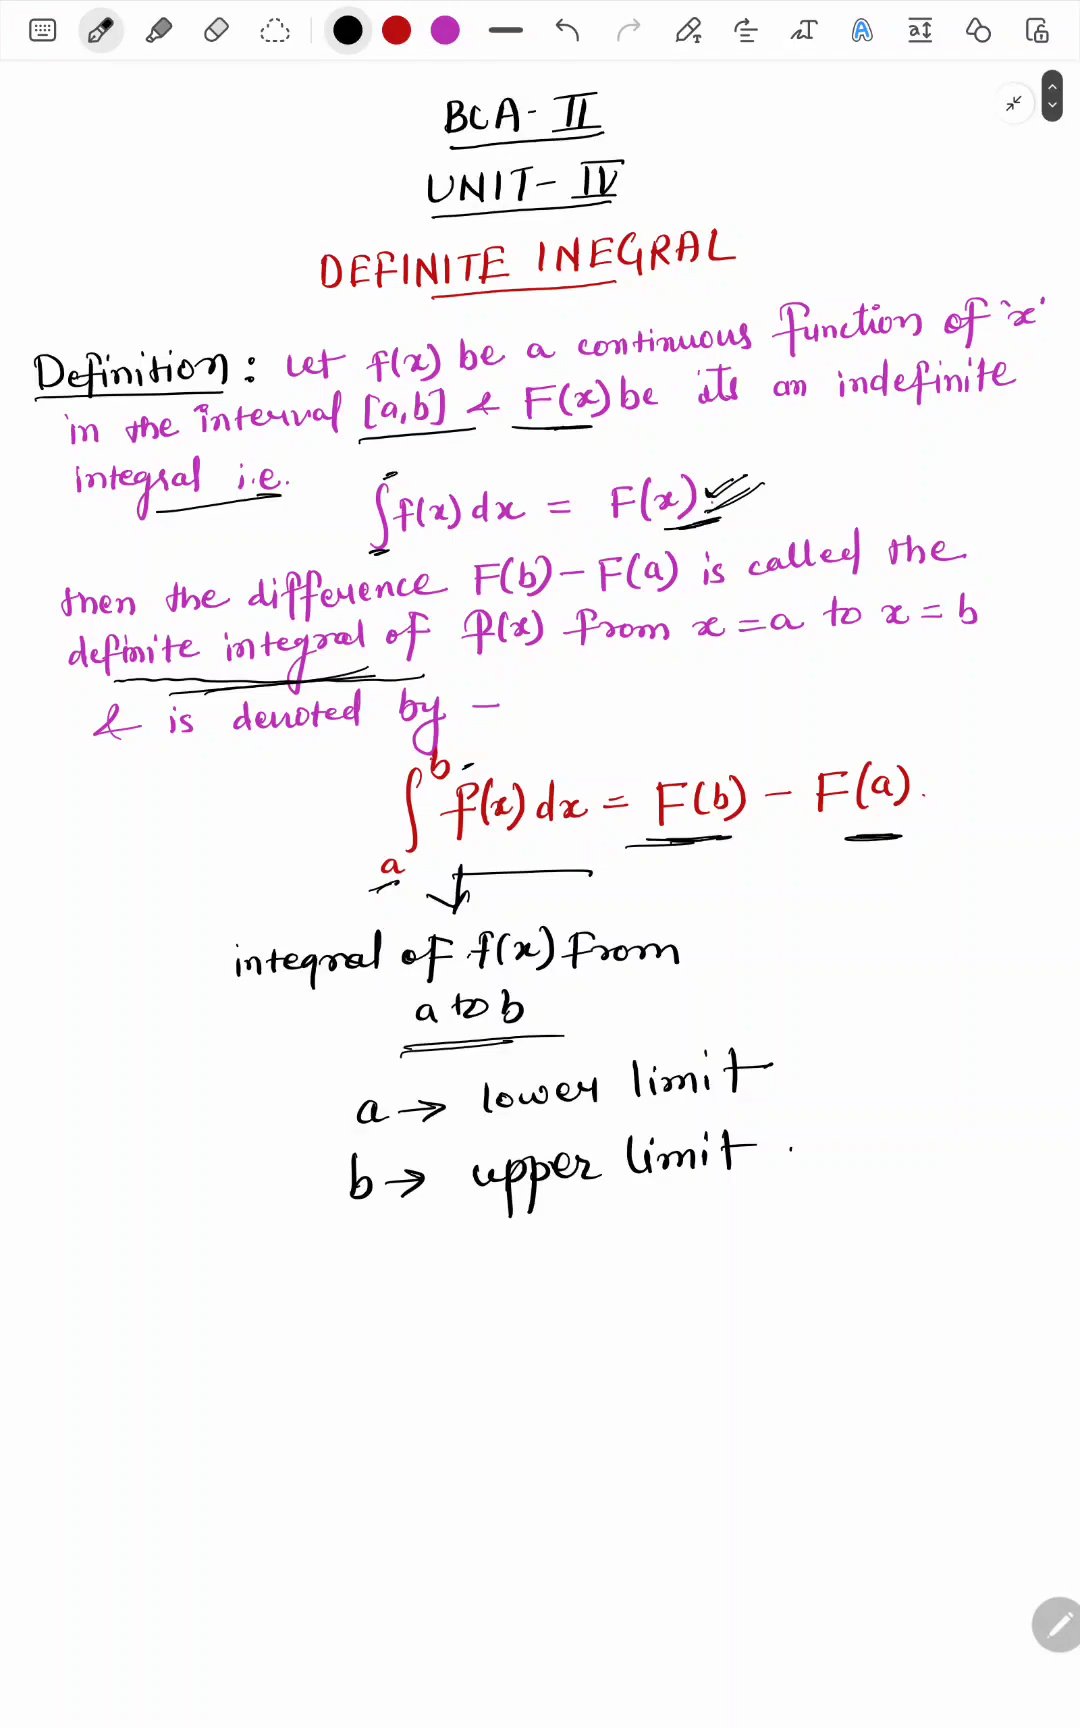 BCA-II
UNIT-IV
DEFINITE INEGRAL
Definition: Let f(x) be a continuous function of 'x'
in the interval [a,b] & F(x) be its an indefinite
integral i.e.
∫f(x) dx = F(x).
then the difference F(b)-F(a) is called the
definite integral of f(x) from x=a to x=b
& is denoted by -
∫ₐᵇ f(x) dx = F(b) - F(a).
integral of f(x) from
a to b
a → lower limit
b → upper limit.